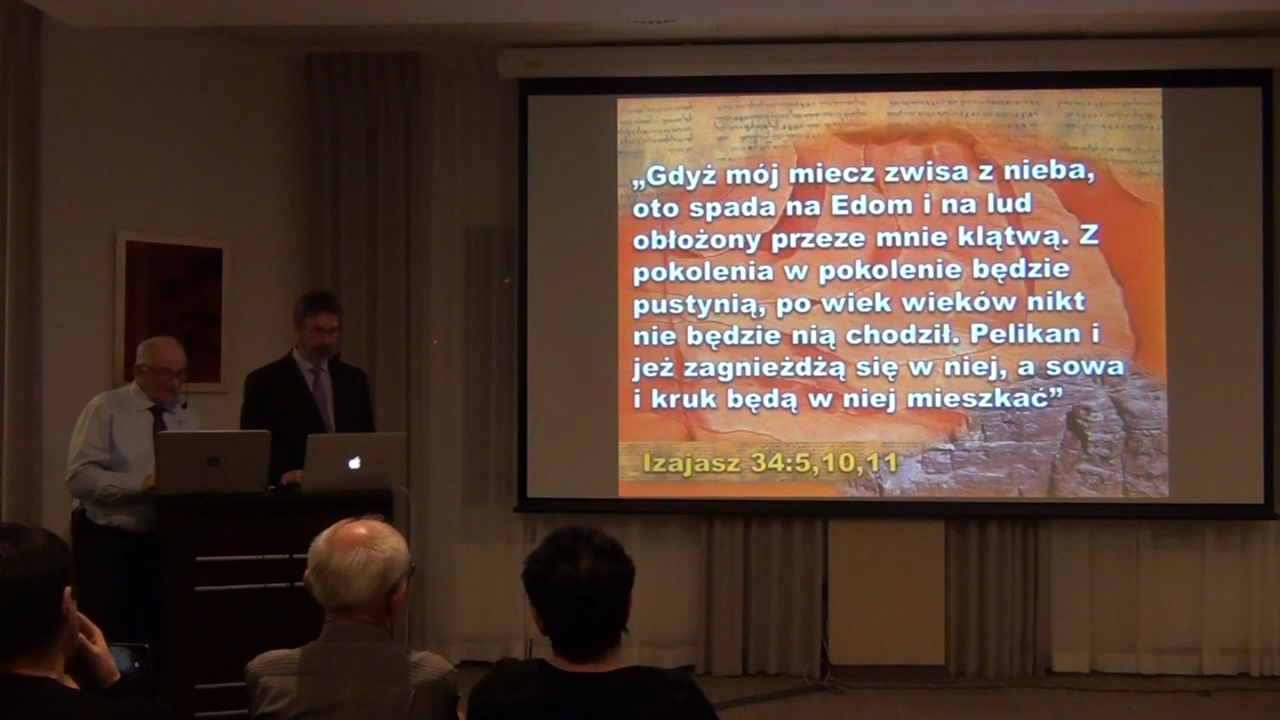 „Gdyż mój miecz zwisa z nieba,
oto spada na Edom i na lud
obłożony przeze mnie klątwą. Z
pokolenia w pokolenie będzie
pustynią, po wiek wieków nikt
nie będzie nią chodził. Pelikan i
jeż zagnieżdżą się w niej, a sowa
i kruk będą w niej mieszkać”
Izajasz 34:5,10,11